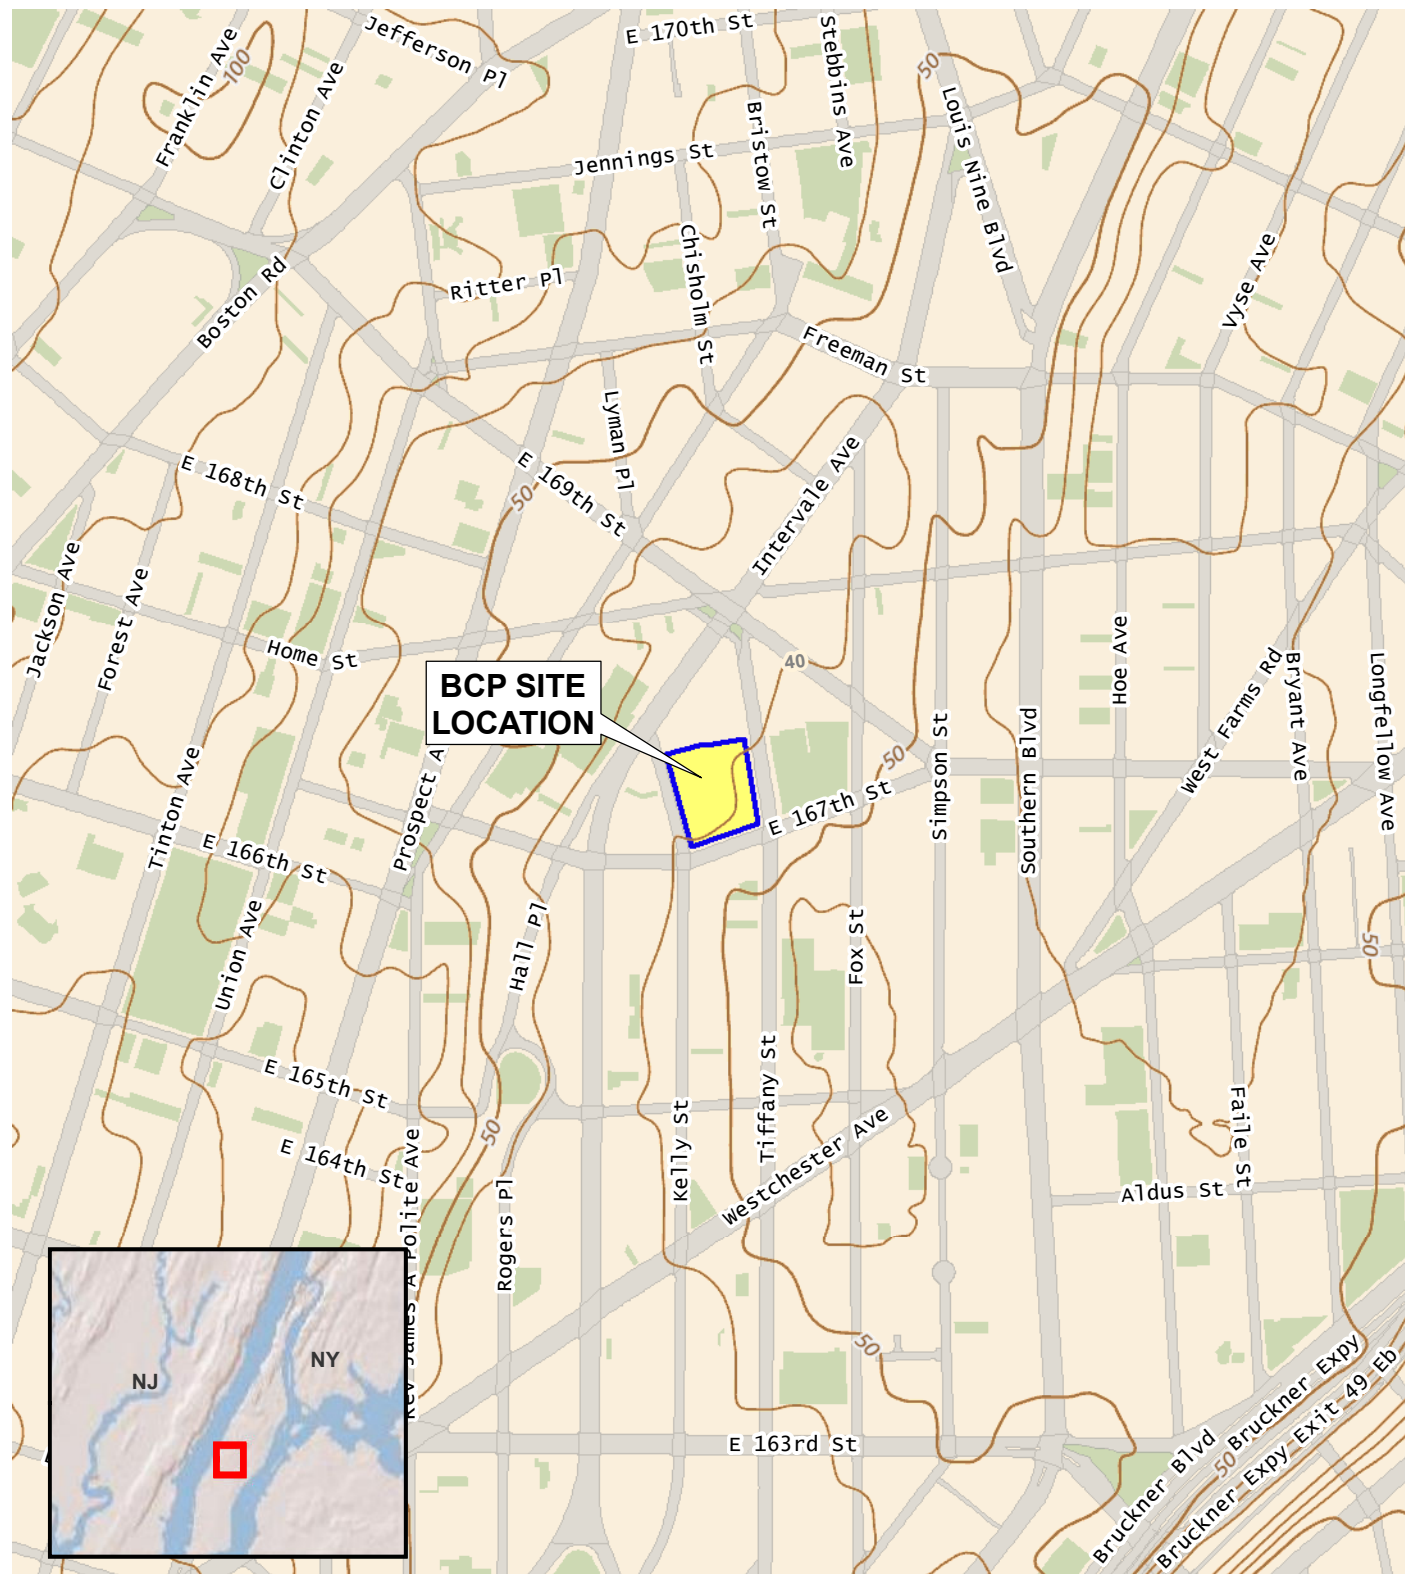 E 170th St
Jefferson Pl
Stebbins Ave
Franklin Ave
100
50
Clinton Ave
Louis Nine Blvd
Bristow St
Jennings St
Chisholm St
Vyse Ave
Boston Rd
Ritter Pl
Freeman St
Lyman Pl
E 168th St
E 169th St
50
Intervale Ave
Jackson Ave
Forest Ave
Home St
40
Hoe Ave
West Farms Rd
Bryant Ave
Longfellow Ave
BCP SITE
LOCATION
Prospect A
Tinton Ave
50
Simpson St
Southern Blvd
E 167th St
E 166th St
Union Ave
Hall Pl
Fox St
50
E 165th St
Tiffany St
50
Kelly St
Westchester Ave
Faile St
E 164th St
Aldus St
Rev James A Polite Ave
Rogers Pl
NY
NJ
50
Bruckner Expy
Bruckner Expy Exit 49 Eb
E 163rd St
50
Bruckner Blvd